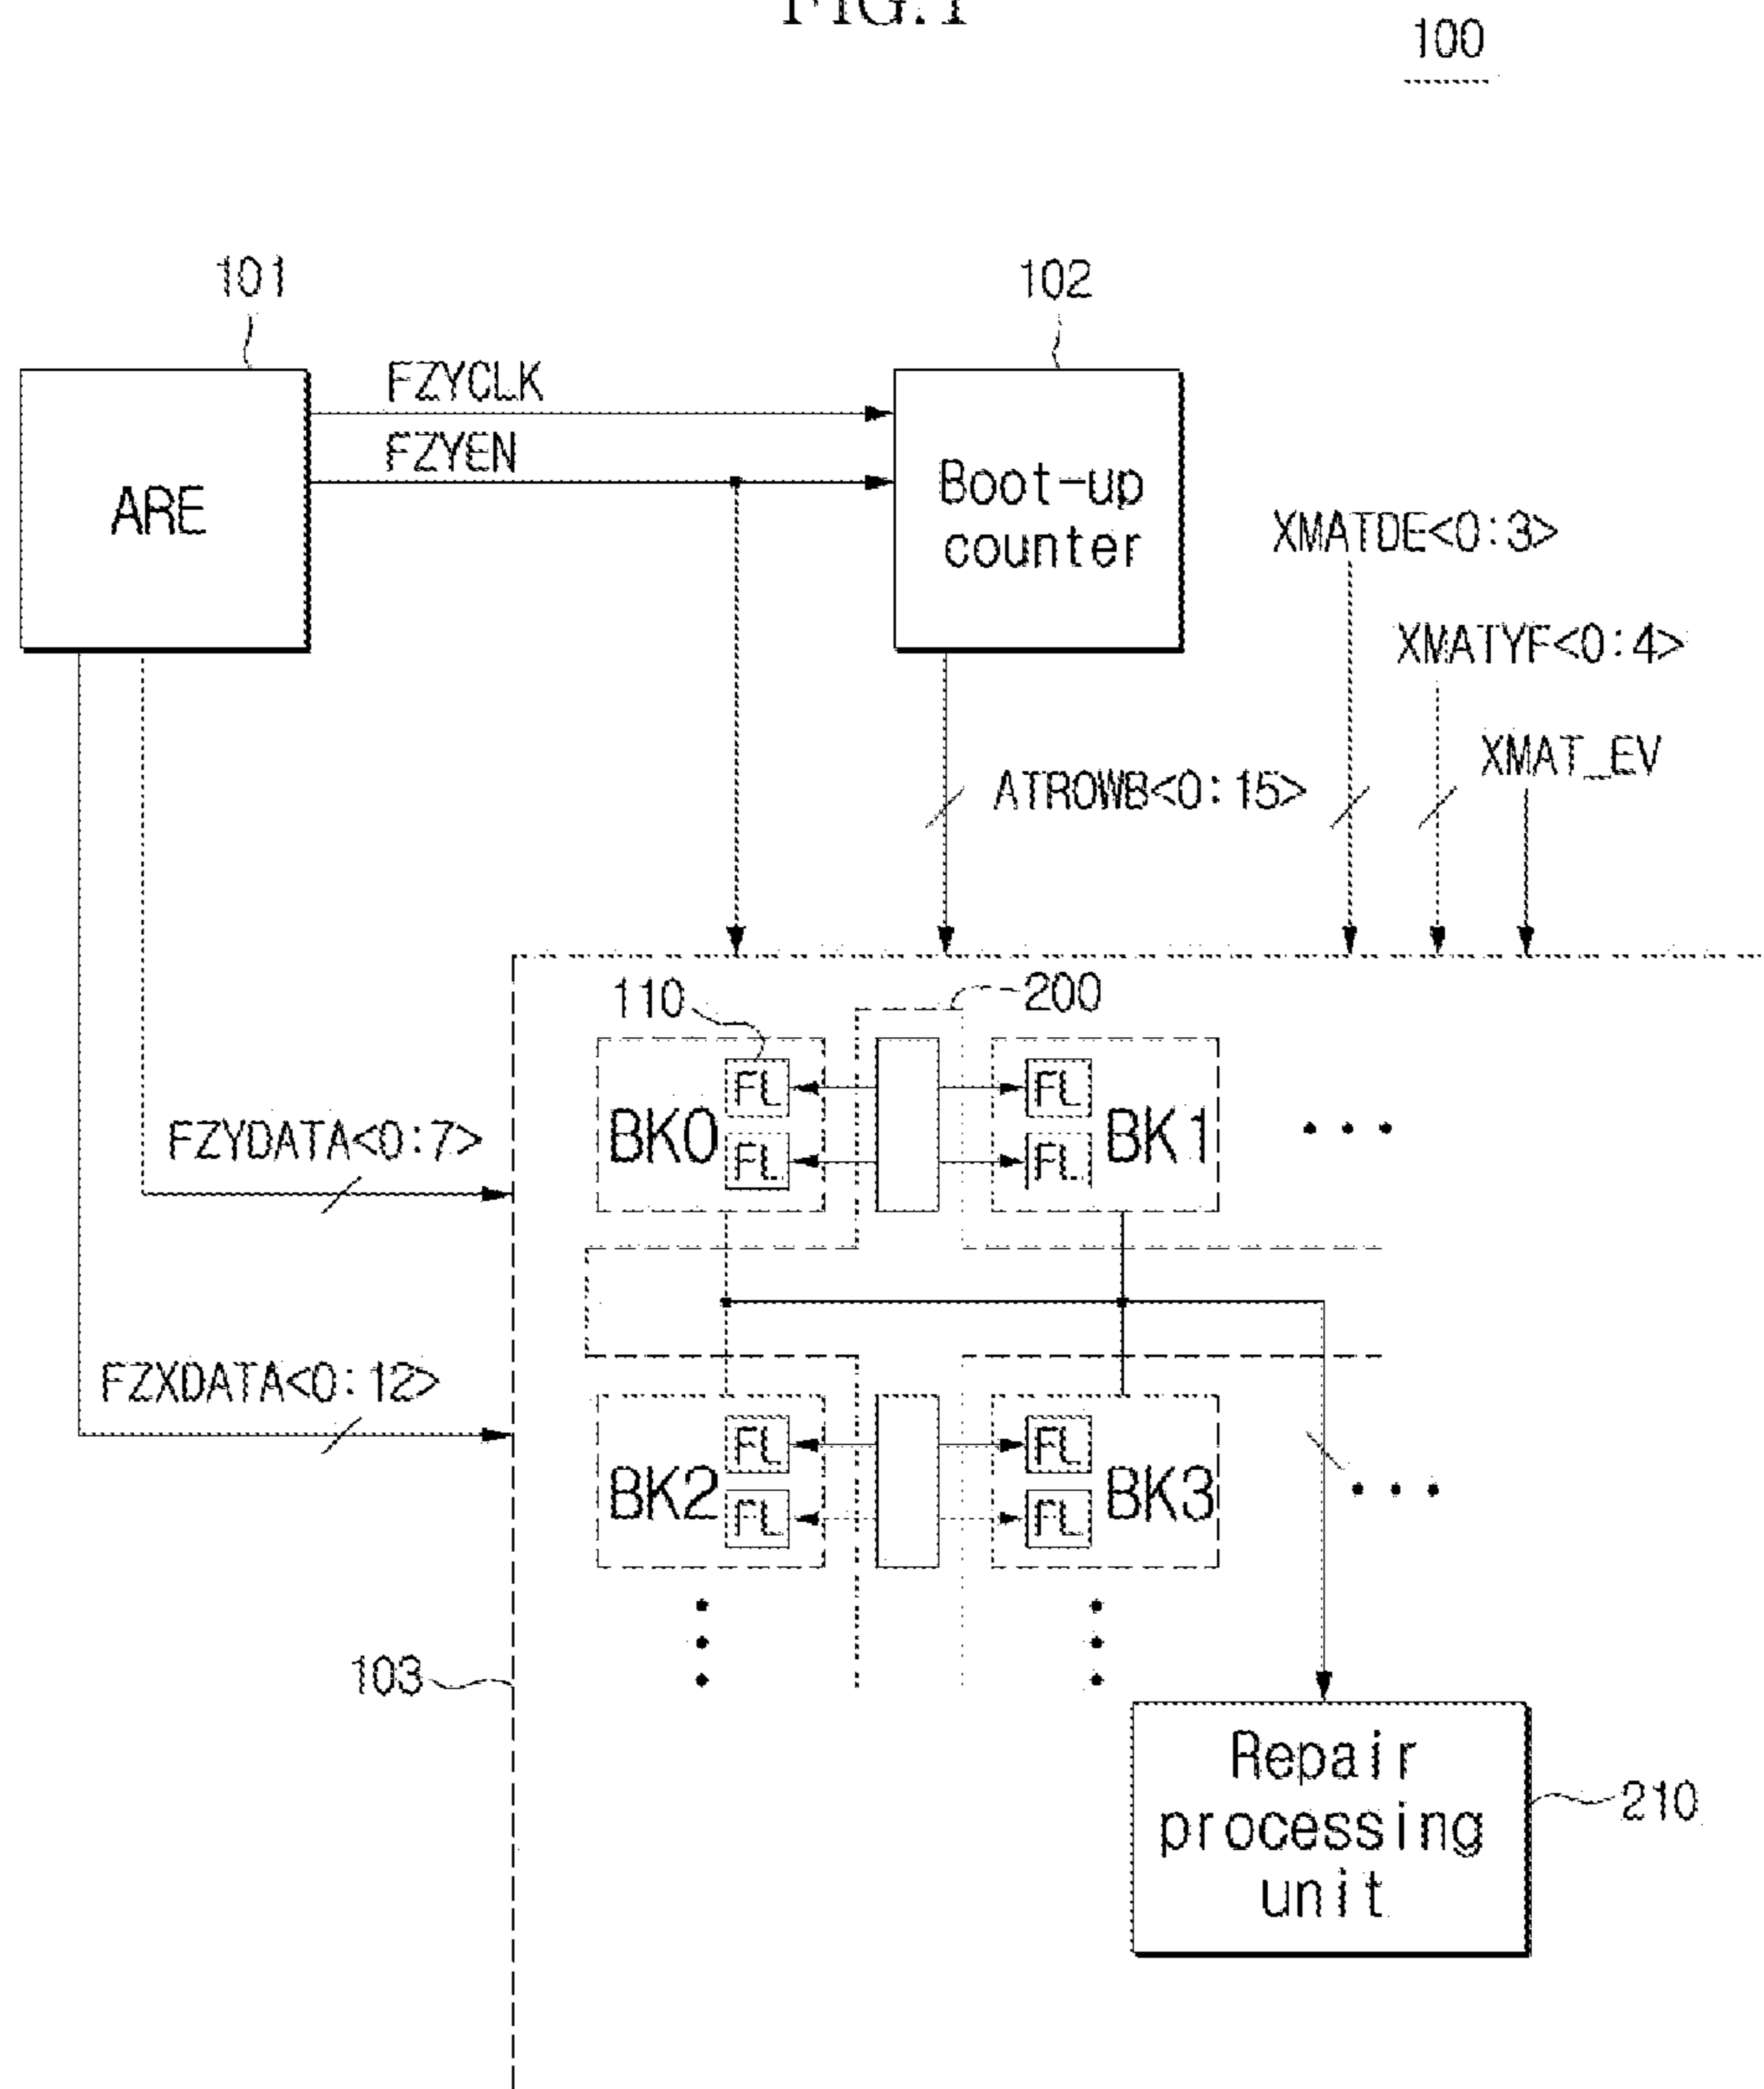 FIG.1
100
101
102
FZYCLK
FZYEN
ARE
Boot-up
counter
XMATDE<0:3>
XMATYF<0:4>
XMAT_EV
ATROWB<0:15>
110
200
FL
FL
BK0
FL
FL
BK1
FZYDATA<0:7>
FZXDATA<0:12>
FL
FL
BK2
FL
FL
BK3
103
Repair
processing
unit
210